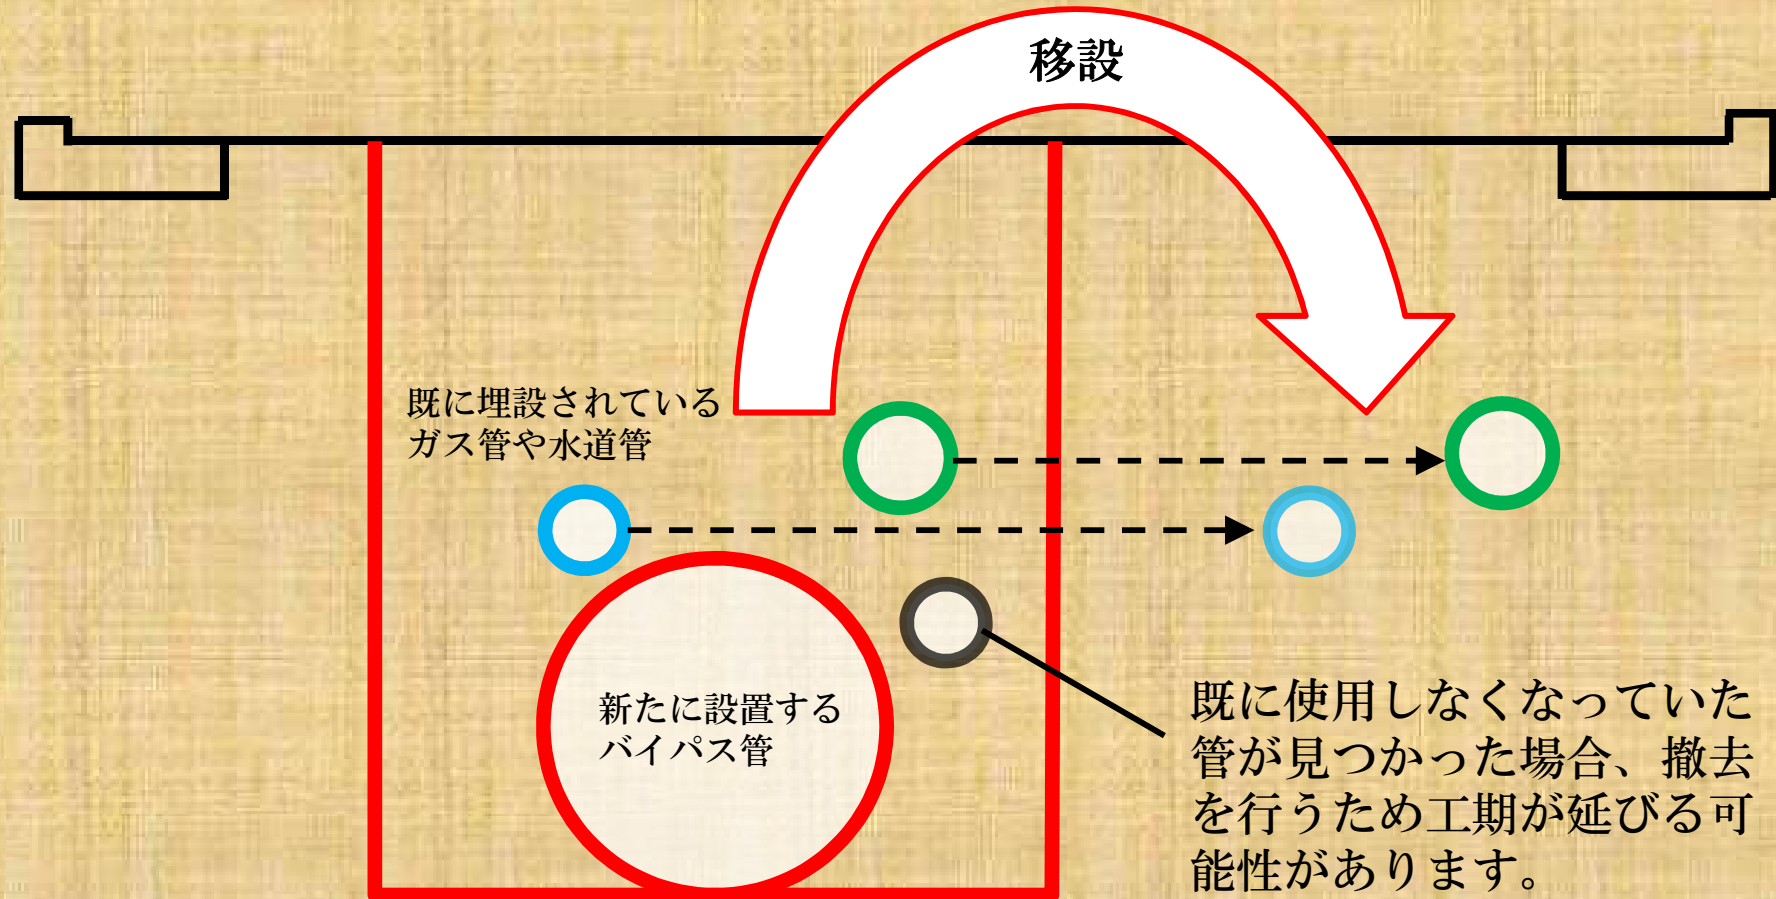 移設
既に埋設されている
ガス管や水道管
新たに設置する
バイパス管
既に使用しなくなっていた
管が見つかった場合、撤去
を行うため工期が延びる可
能性があります。